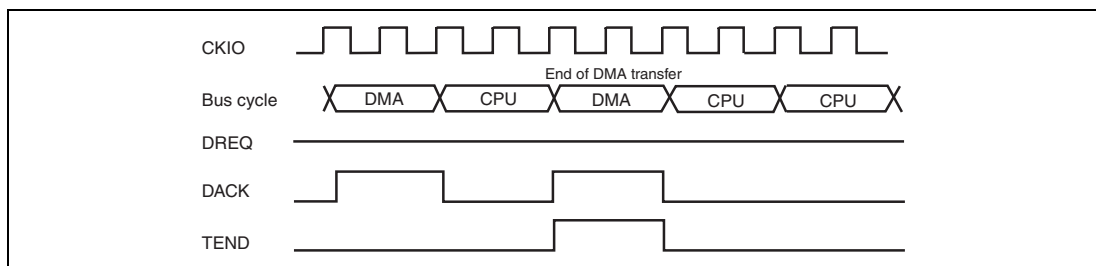 CKIO
End of DMA transfer
Bus cycle DMA CPU DMA CPU CPU
DREQ
DACK
TEND